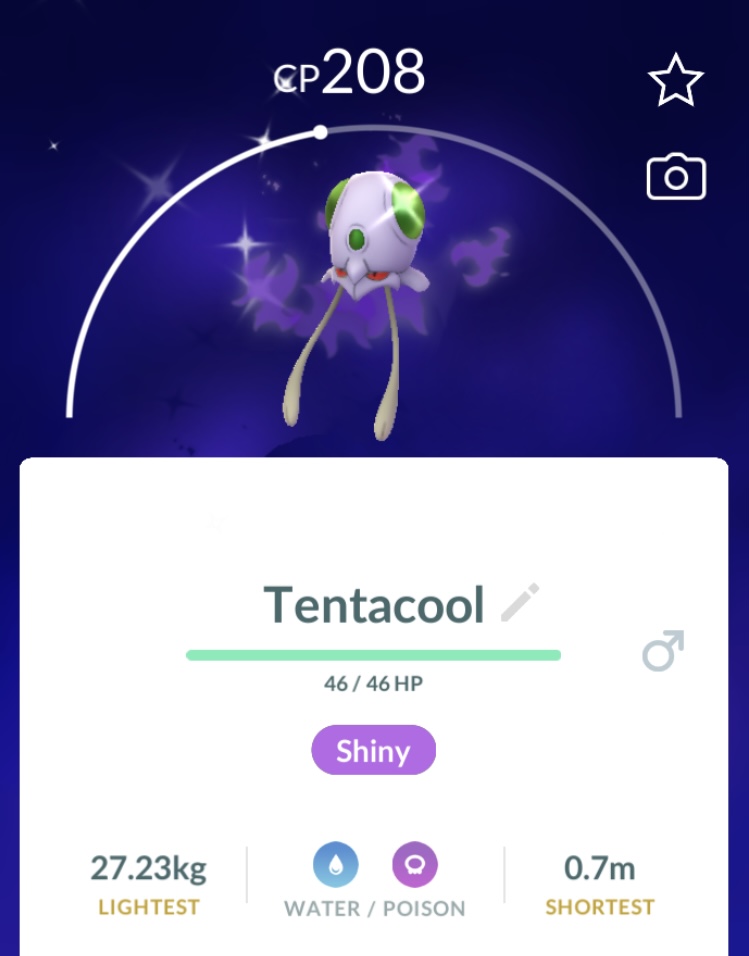 CP208
Tentacool
46 / 46 HP
Shiny
27.23kg
LIGHTEST
WATER / POISON
0.7m
SHORTEST